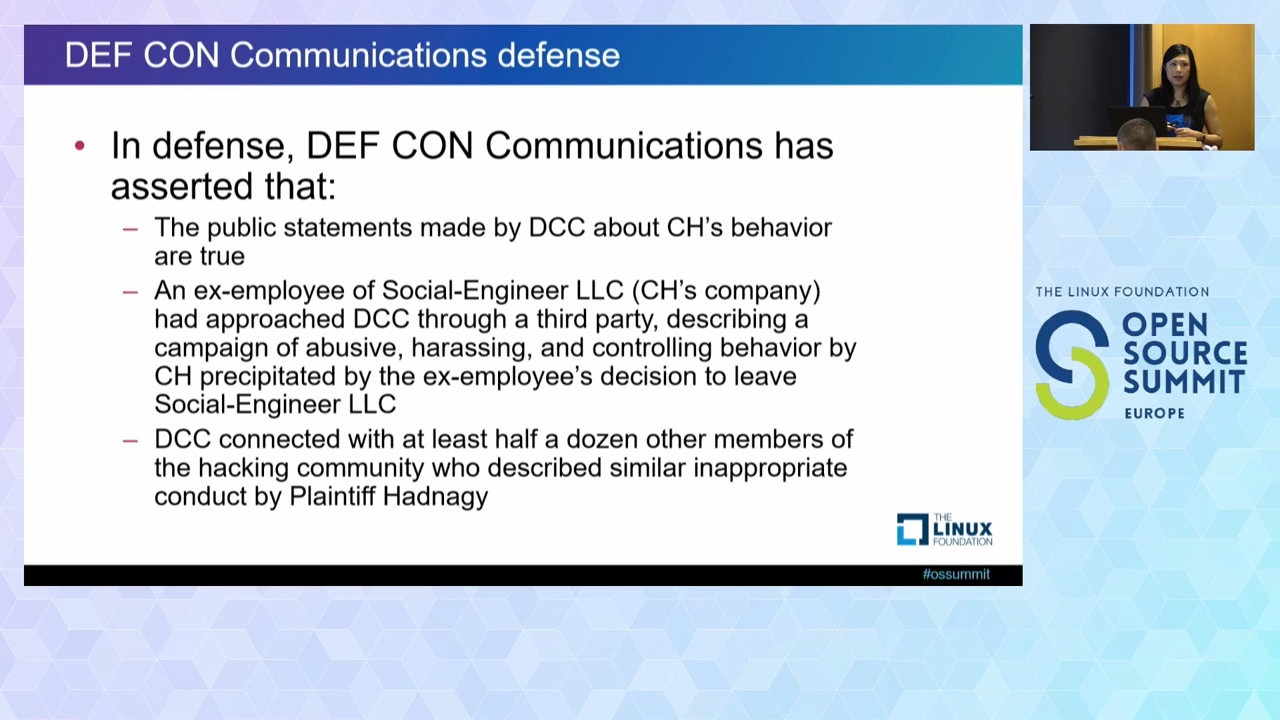 DEF CON Communications defense
• In defense, DEF CON Communications has
asserted that:
– The public statements made by DCC about CH’s behavior
are true
– An ex-employee of Social-Engineer LLC (CH’s company)
had approached DCC through a third party, describing a
campaign of abusive, harassing, and controlling behavior by
CH precipitated by the ex-employee’s decision to leave
Social-Engineer LLC
– DCC connected with at least half a dozen other members of
the hacking community who described similar inappropriate
conduct by Plaintiff Hadnagy
THE
LINUX
FOUNDATION
#ossummit
THE LINUX FOUNDATION
OPEN
SOURCE
SUMMIT
EUROPE